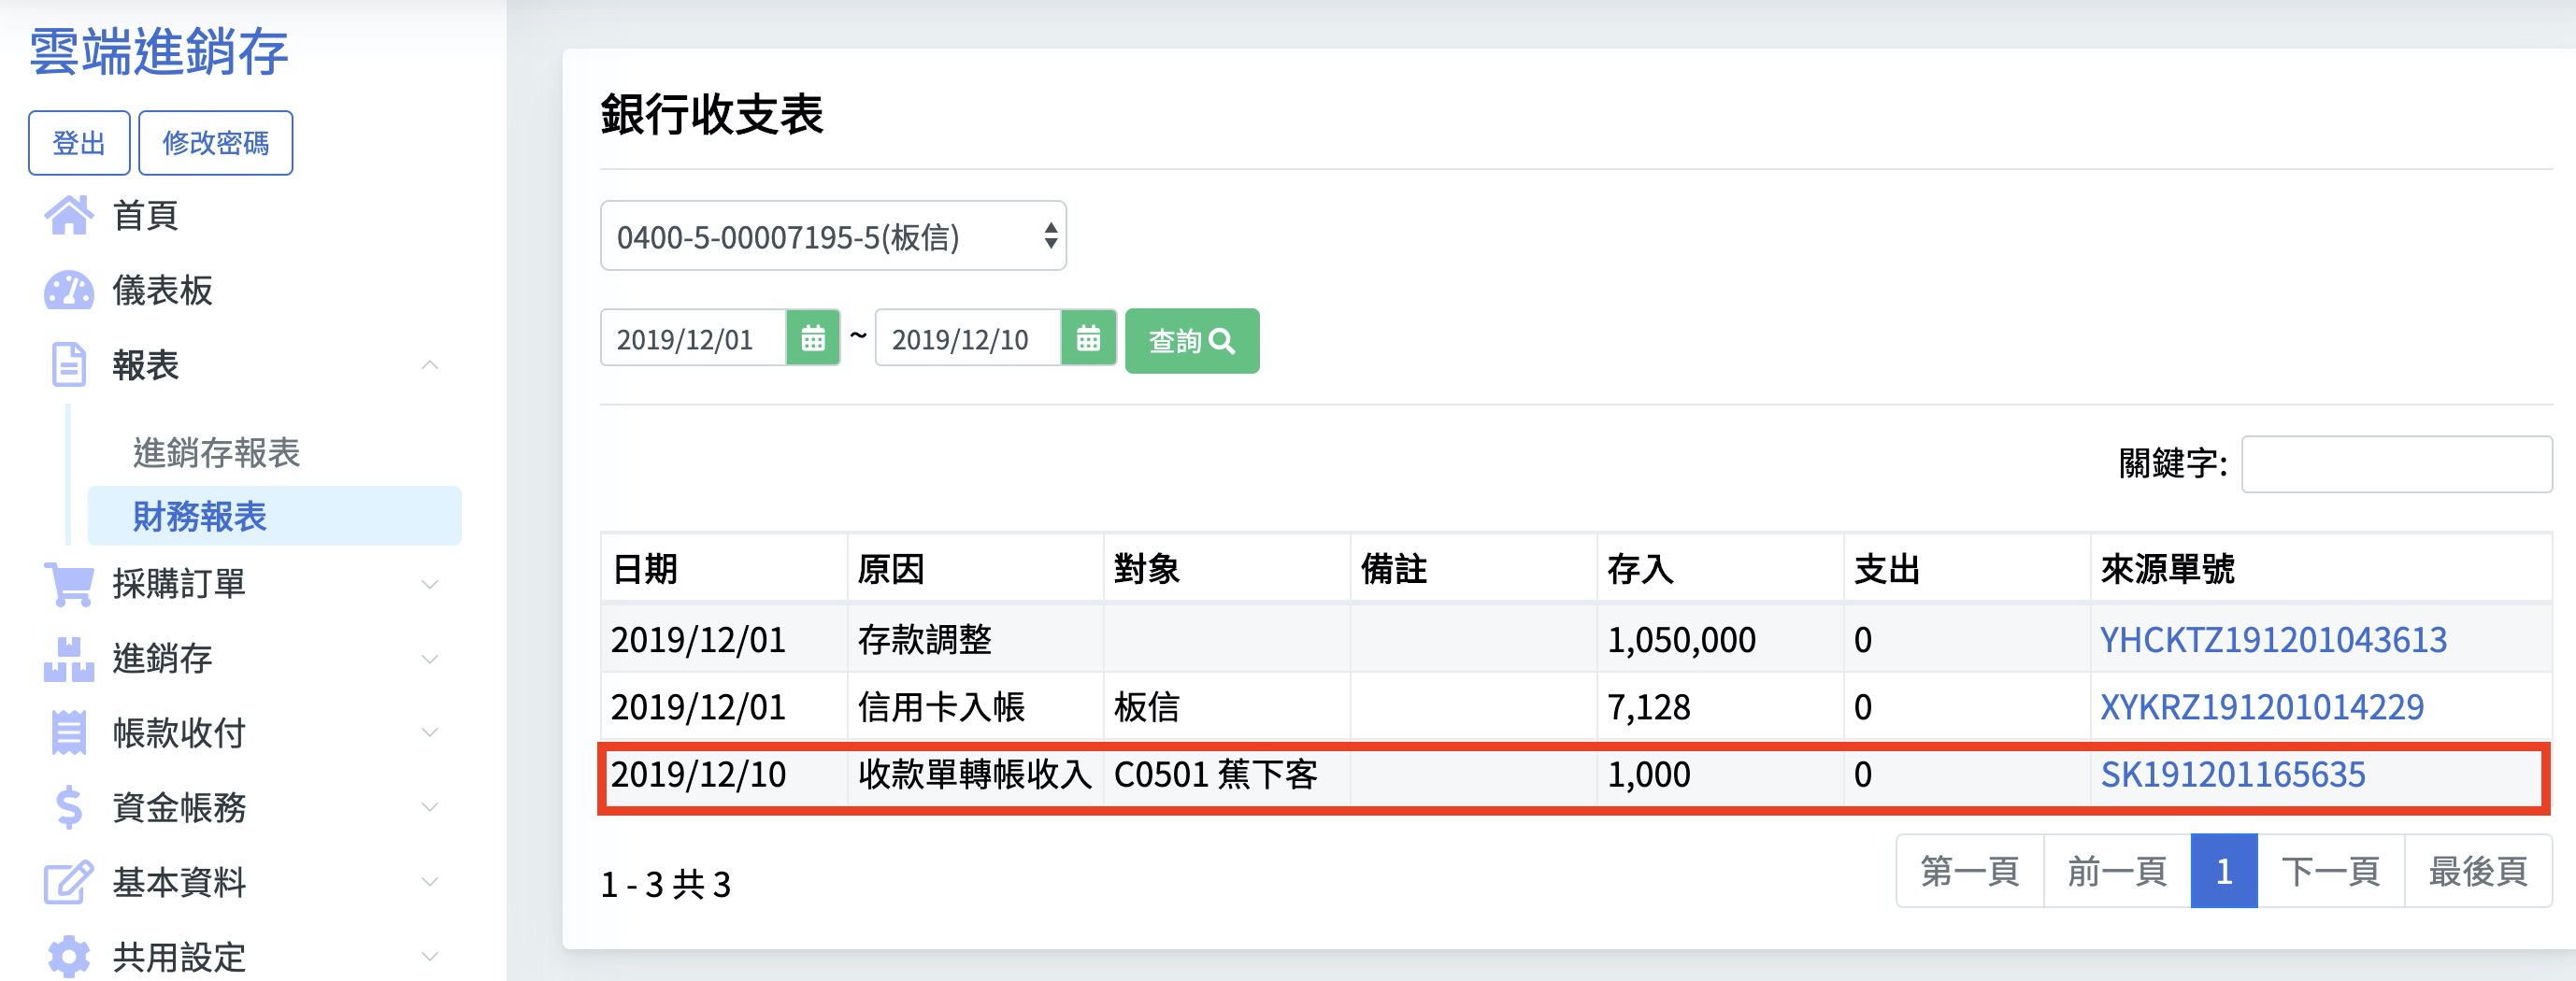 雲端進銷存
登出 修改密碼
首頁
儀表板
報表
進銷存報表
財務報表
採購訂單
進銷存
帳款收付
資金帳務
基本資料
共用設定
銀行收支表
0400-5-00007195-5(板信)
2019/12/01 ~ 2019/12/10 查詢
關鍵字:
日期 原因 對象 備註 存入 支出 來源單號
2019/12/01 存款調整 1,050,000 0 YHCKTZ191201043613
2019/12/01 信用卡入帳 板信 7,128 0 XYKRZ191201014229
2019/12/10 收款單轉帳收入 C0501 蕉下客 1,000 0 SK191201165635
1 - 3 共 3
第一頁 前一頁 1 下一頁 最後頁